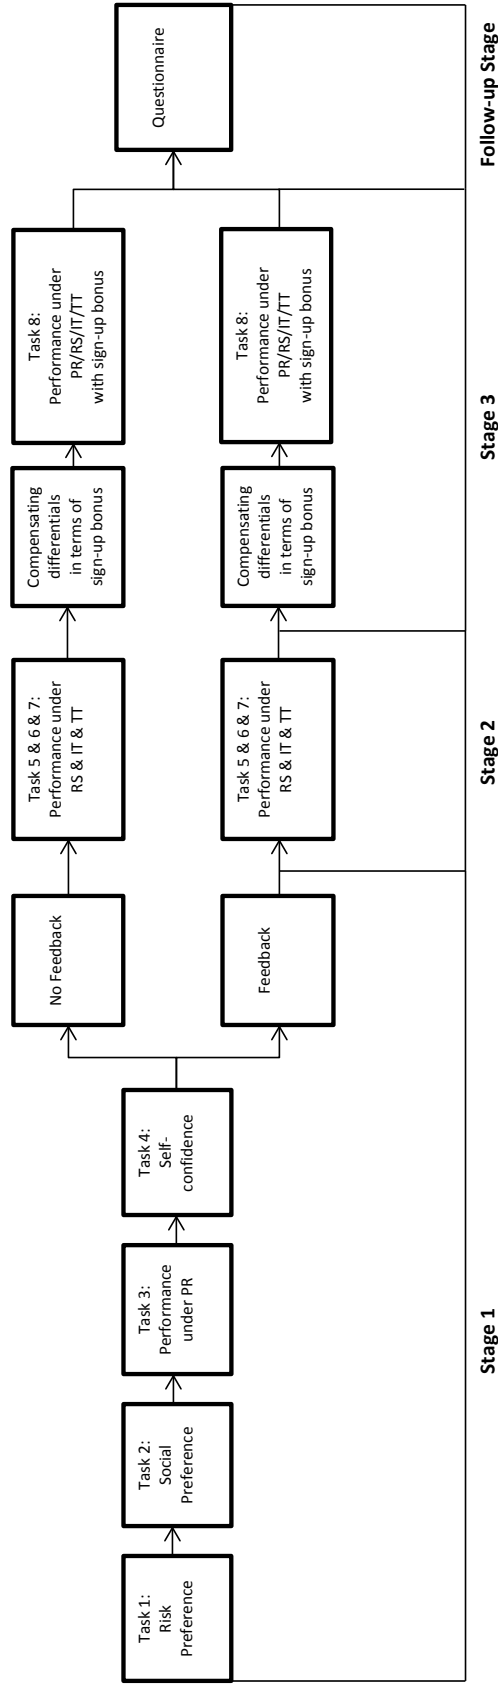 Task 1:
Risk
Preference
Task 2:
Social
Preference
Task 3:
Performance
under PR
Task 4:
Self-
confidence
No Feedback
Task 5 & 6 & 7:
Performance under
RS & IT & TT
Compensating
differentials
in terms of
sign-up bonus
Task 8:
Performance under
PR/RS/IT/TT
with sign-up bonus
Feedback
Task 5 & 6 & 7:
Performance under
RS & IT & TT
Compensating
differentials
in terms of
sign-up bonus
Task 8:
Performance under
PR/RS/IT/TT
with sign-up bonus
Questionnaire
Stage 1
Stage 2
Stage 3
Follow-up Stage